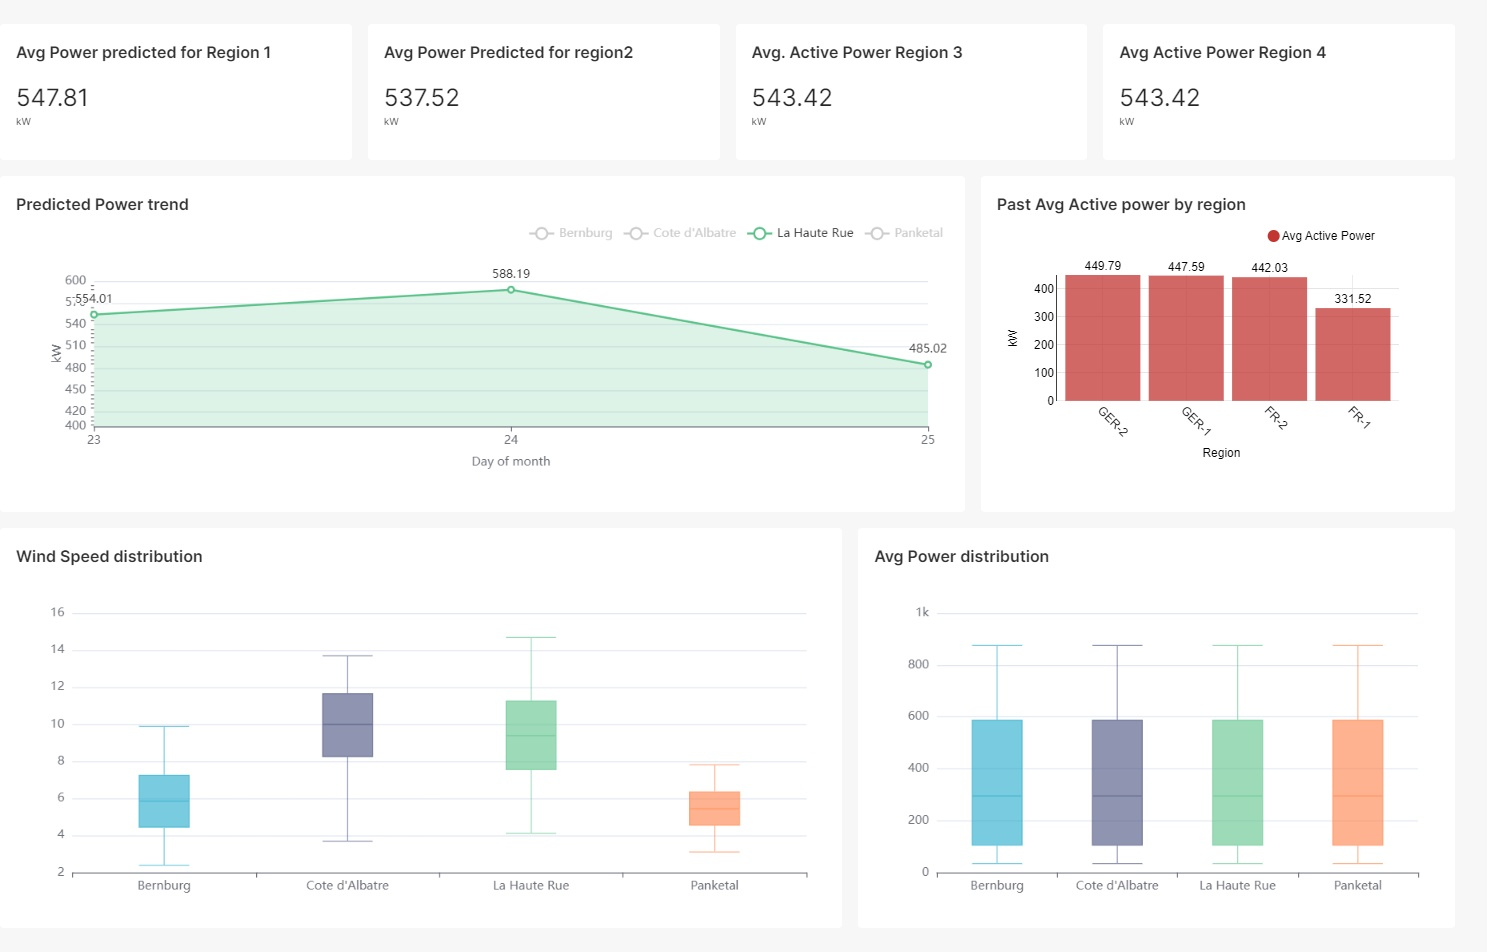 Avg Power predicted for Region 1
547.81
kW
Avg Power Predicted for region2
537.52
kW
Avg. Active Power Region 3
543.42
kW
Avg Active Power Region 4
543.42
kW
Predicted Power trend
Bernburg Cote d'Albatre La Haute Rue Panketal
600
540
510
480
450
420
400
kW
554.01
588.19
485.02
23 24 25
Day of month
Past Avg Active power by region
Avg Active Power
449.79 447.59 442.03 331.52
400
300
200
100
0
kW
GER-2 GER-1 FR-2 FR-1
Region
Wind Speed distribution
16
14
12
10
8
6
4
2
Bernburg Cote d'Albatre La Haute Rue Panketal
Avg Power distribution
1k
800
600
400
200
0
Bernburg Cote d'Albatre La Haute Rue Panketal